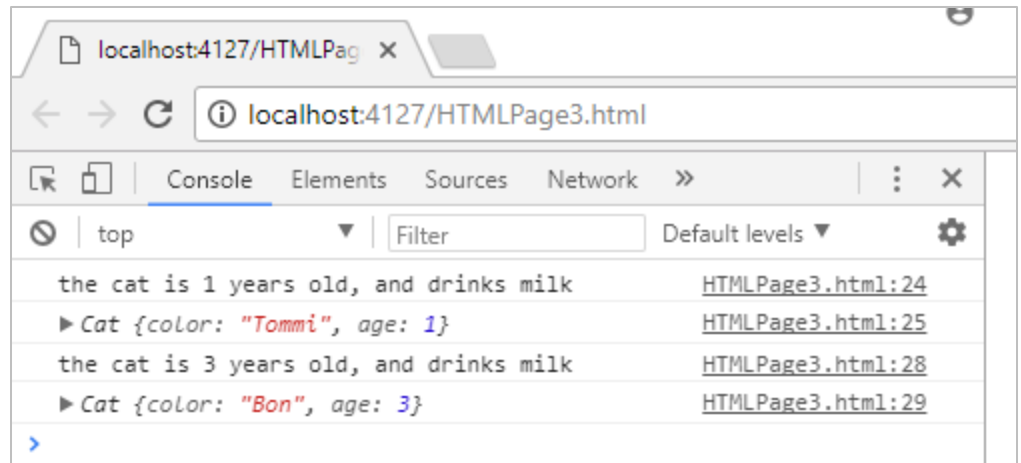 localhost:4127/HTMLPag
localhost:4127/HTMLPage3.html
Console Elements Sources Network
top Filter Default levels
the cat is 1 years old, and drinks milk HTMLPage3.html:24
Cat {color: "Tommi", age: 1} HTMLPage3.html:25
the cat is 3 years old, and drinks milk HTMLPage3.html:28
Cat {color: "Bon", age: 3} HTMLPage3.html:29